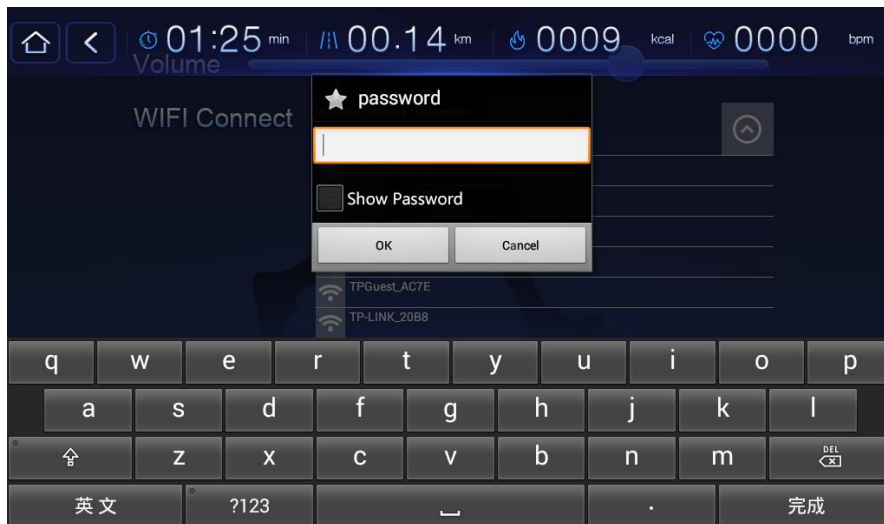 01:25 min 00.14 km 0009 kcal 0000 bpm
Volume
password
WIFI Connect
Show Password
OK Cancel
TPGuest_AC7E
TP-LINK_20B8
q w e r t y u i o p
a s d f g h j k l
z x c v b n m DEL
英文 ?123 . 完成